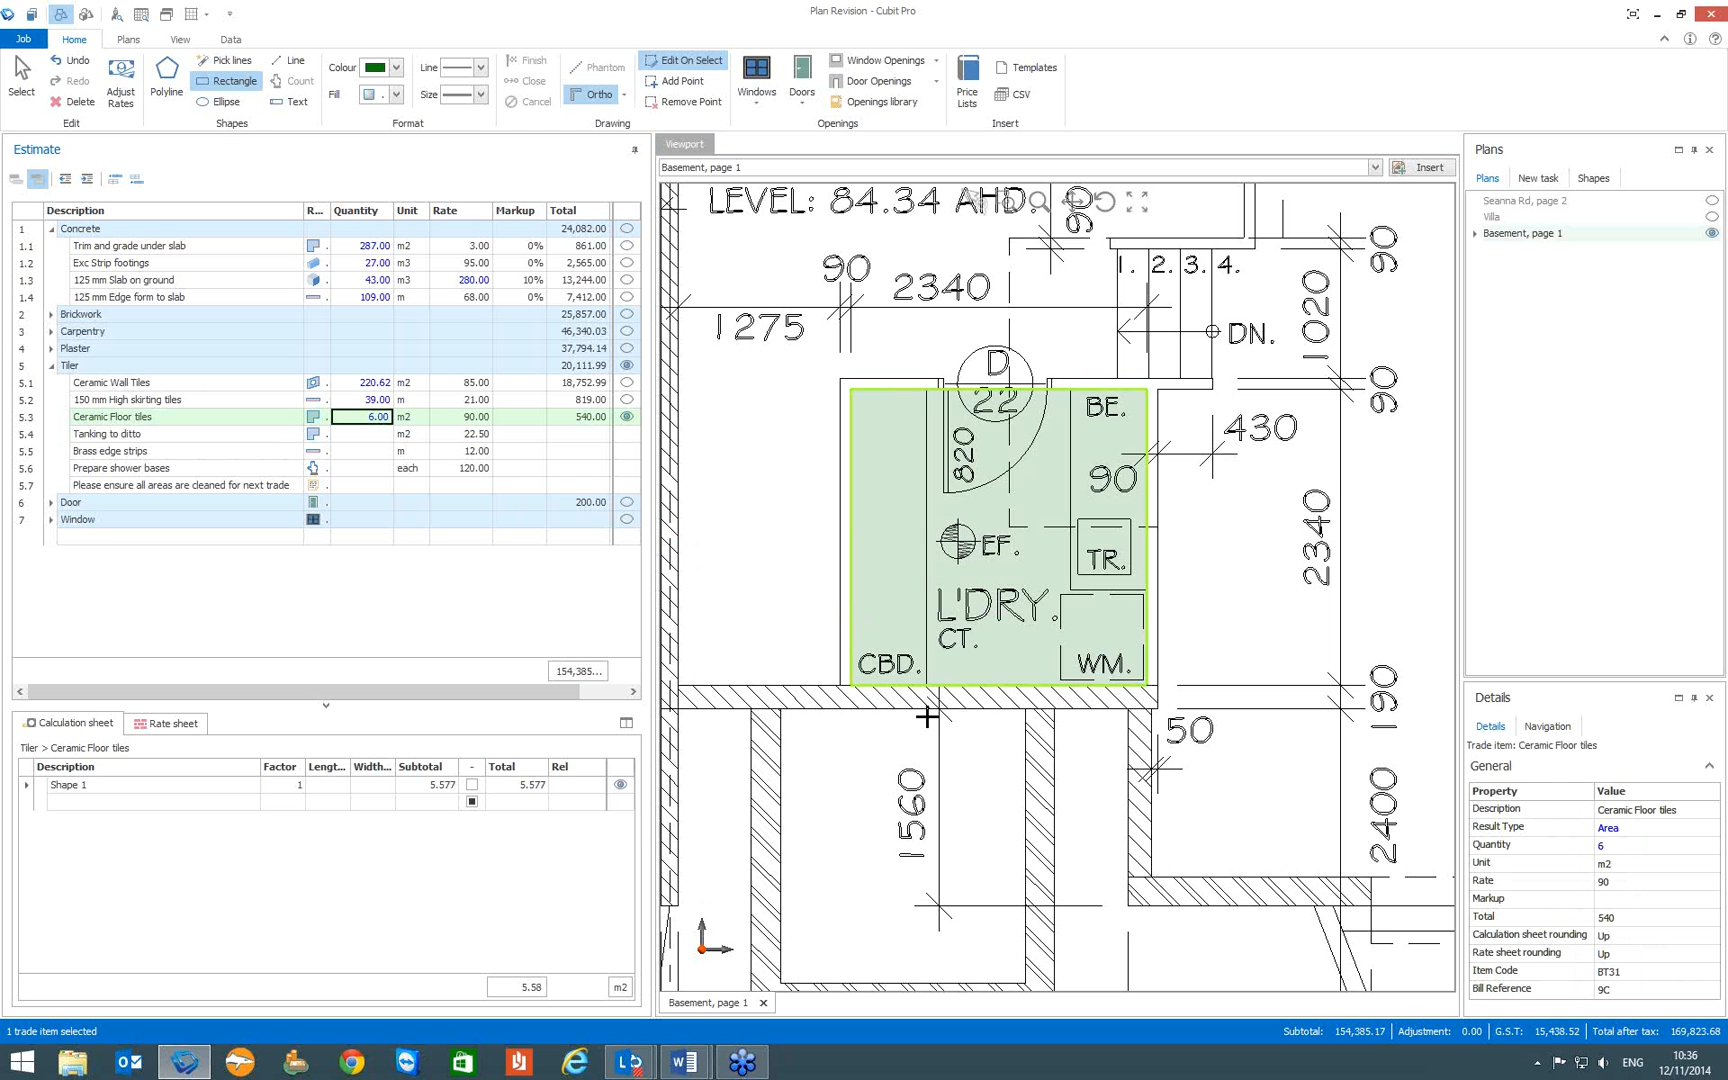 Plan Revision - Cubit Pro
Job Home Plans View Data
Select
Undo
Redo
Delete
Adjust Rates
Edit
Polyline
Pick lines
Rectangle
Ellipse
Line
Count
Text
Shapes
Colour
Fill
Line
Size
Format
Finish
Close
Cancel
Phantom
Ortho
Edit On Select
Add Point
Remove Point
Drawing
Windows
Doors
Window Openings
Door Openings
Openings library
Openings
Price Lists
Templates
CSV
Insert
Estimate
Description R... Quantity Unit Rate Markup Total
1 Concrete 24,082.00
1.1 Trim and grade under slab 287.00 m2 3.00 0% 861.00
1.2 Exc Strip footings 27.00 m3 95.00 0% 2,565.00
1.3 125 mm Slab on ground 43.00 m3 280.00 10% 13,244.00
1.4 125 mm Edge form to slab 109.00 m 68.00 0% 7,412.00
2 Brickwork 25,857.00
3 Carpentry 46,340.03
4 Plaster 37,794.14
5 Tiler 20,111.99
5.1 Ceramic Wall Tiles 220.62 m2 85.00 18,752.99
5.2 150 mm High skirting tiles 39.00 m 21.00 819.00
5.3 Ceramic Floor tiles 6.00 m2 90.00 540.00
5.4 Tanking to ditto m2 22.50
5.5 Brass edge strips m 12.00
5.6 Prepare shower bases each 120.00
5.7 Please ensure all areas are cleaned for next trade
6 Door 200.00
7 Window
154,385...
Calculation sheet Rate sheet
Tiler > Ceramic Floor tiles
Description Factor Lengt... Width... Subtotal - Total Rel
Shape 1 1 5.577 5.577
5.58 m2
Viewport
Basement, page 1 Insert
LEVEL: 84.34 AHD.
90
90
90
2340
1. 2. 3. 4.
1275
DN.
1020
D
22
90
BE.
430
820
90
2340
EF.
TR.
L'DRY.
CT.
CBD.
WM.
190
50
1560
2400
Basement, page 1
Plans
Plans New task Shapes
Seanna Rd, page 2
Villa
Basement, page 1
Details
Details Navigation
Trade item: Ceramic Floor tiles
General
Property Value
Description Ceramic Floor tiles
Result Type Area
Quantity 6
Unit m2
Rate 90
Markup
Total 540
Calculation sheet rounding Up
Rate sheet rounding Up
Item Code BT31
Bill Reference 9C
1 trade item selected Subtotal: 154,385.17 Adjustment: 0.00 G.S.T: 15,438.52 Total after tax: 169,823.68
ENG
10:36
12/11/2014